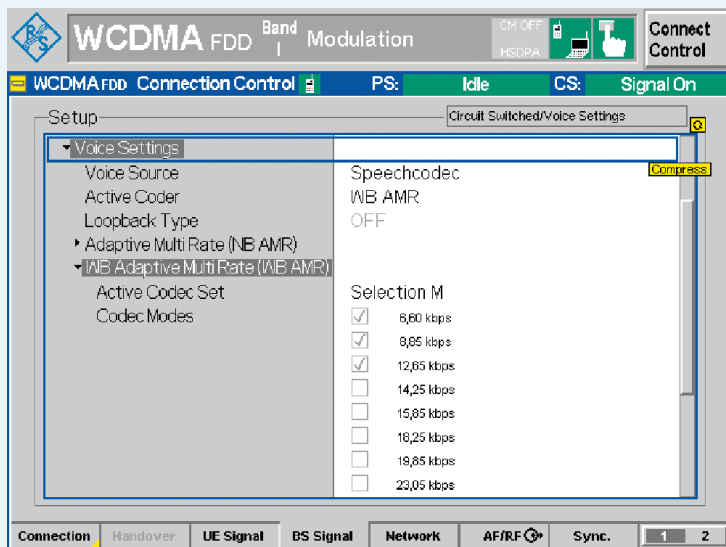 R S
WCDMA FDD Band I Modulation
CM OFF
HSDPA
Connect Control
WCDMA FDD Connection Control PS: Idle CS: Signal On
Setup
Circuit Switched/Voice Settings
Voice Settings
Compress
Voice Source Speechcodec
Active Coder WB AMR
Loopback Type OFF
Adaptive Multi Rate (NB AMR)
WB Adaptive Multi Rate (WB AMR)
Active Codec Set Selection M
Codec Modes 6,60 kbps
8,85 kbps
12,65 kbps
14,25 kbps
15,85 kbps
18,25 kbps
19,85 kbps
23,05 kbps
Connection Handover UE Signal BS Signal Network AF/RF Sync. 1 2